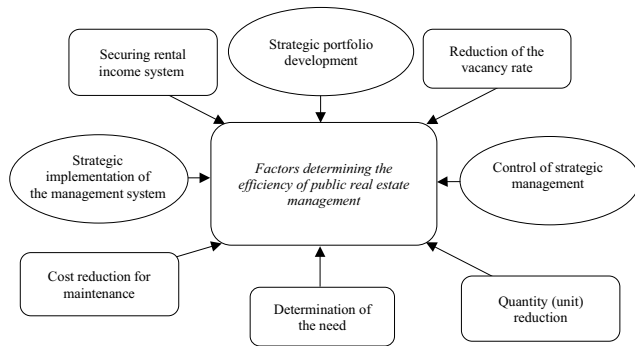 Securing rental
income system
Strategic portfolio
development
Reduction of the
vacancy rate
Strategic
implementation of
the management system
Factors determining the
efficiency of public real estate
management
Control of strategic
management
Cost reduction for
maintenance
Determination of
the need
Quantity (unit)
reduction